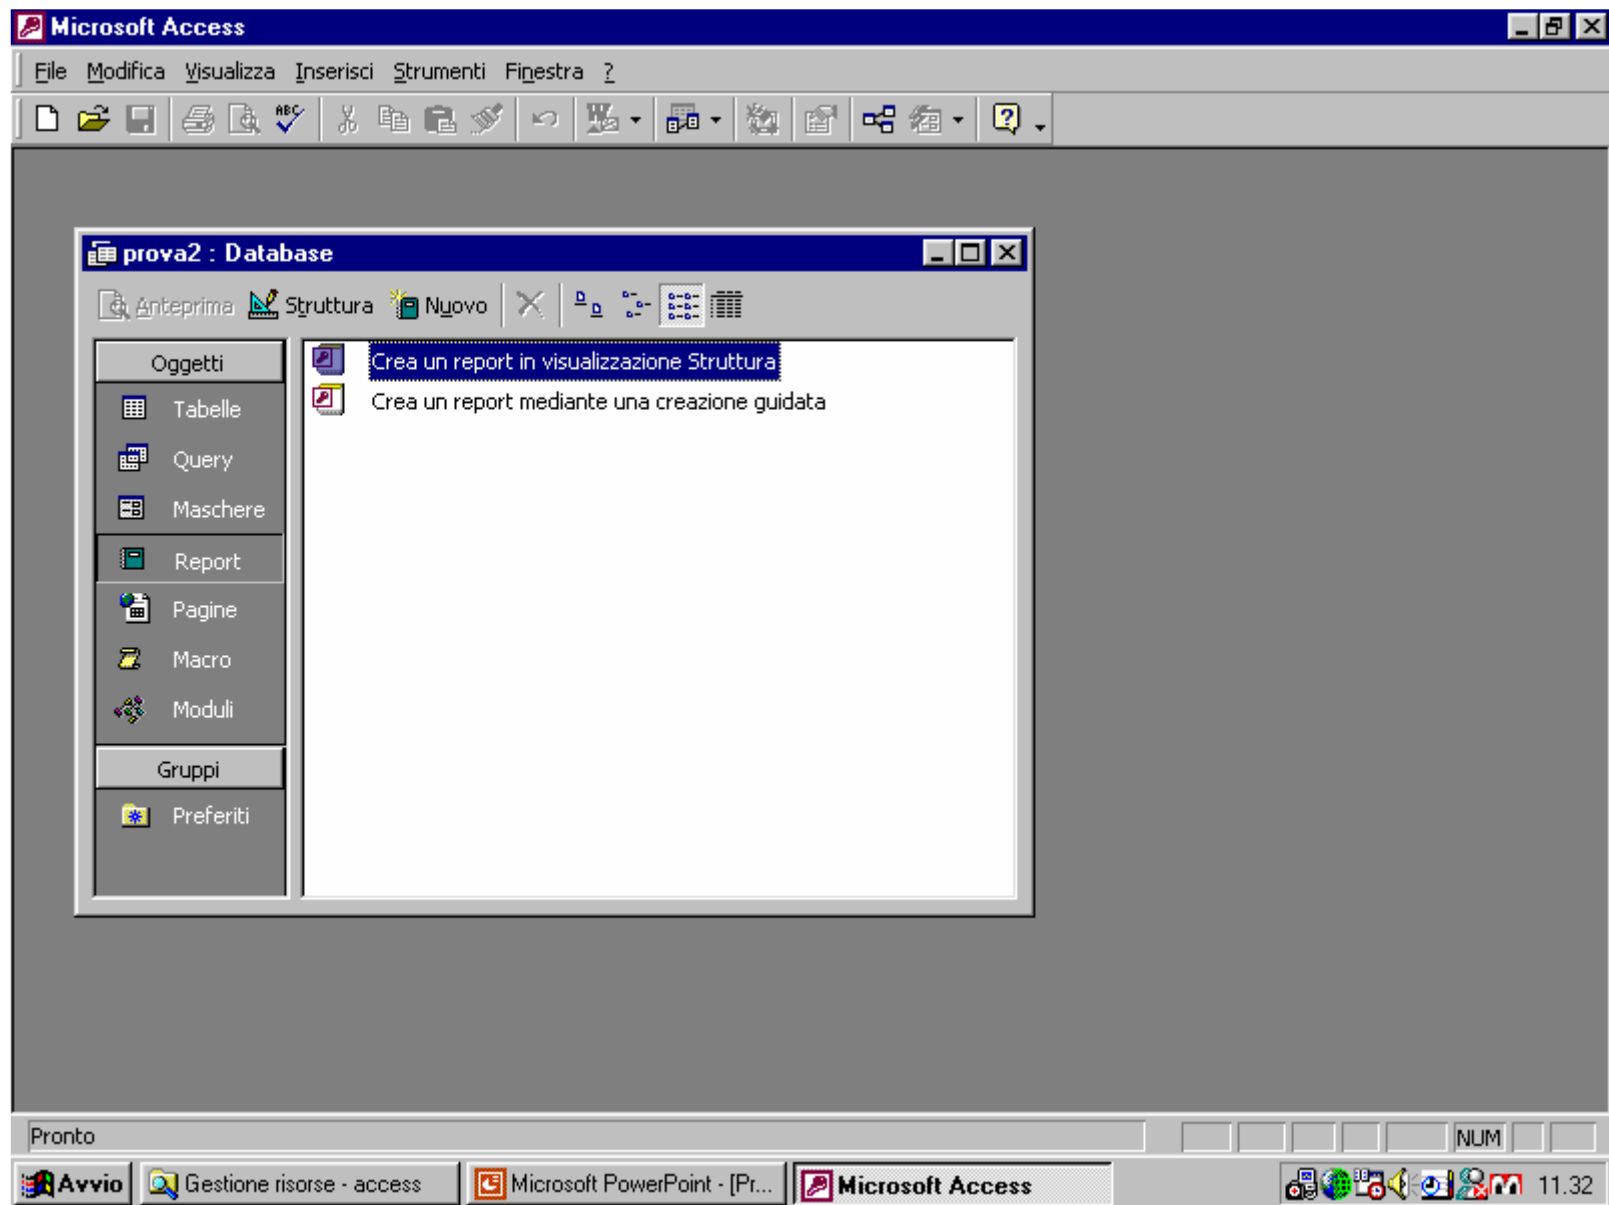 Microsoft Access
File Modifica Visualizza Inserisci Strumenti Finestra ?
ABC
prova2 : Database
Anteprima Struttura Nuovo
Oggetti
Tabelle
Query
Maschere
Report
Pagine
Macro
Moduli
Gruppi
Preferiti
Crea un report in visualizzazione Struttura
Crea un report mediante una creazione guidata
Pronto
NUM
Avvio
Gestione risorse - access
Microsoft PowerPoint - [Pr...
Microsoft Access
11.32